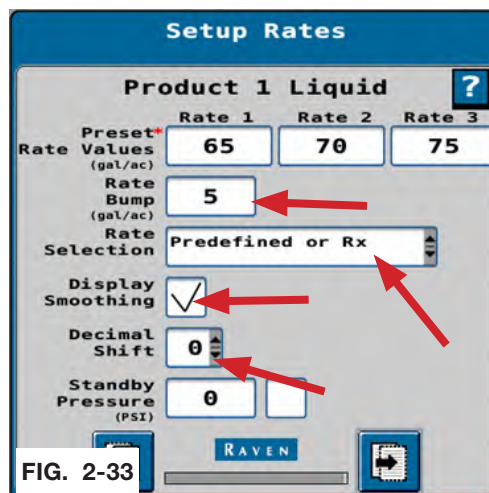 Setup Rates
Product 1 Liquid
?
Rate 1 Rate 2 Rate 3
Preset*
Rate Values
(gal/ac)
65 70 75
Rate
Bump
(gal/ac)
5
Rate
Selection
Predefined or Rx
Display
Smoothing
Decimal
Shift
0
Standby
Pressure
(PSI)
0
RAVEN
FIG. 2-33